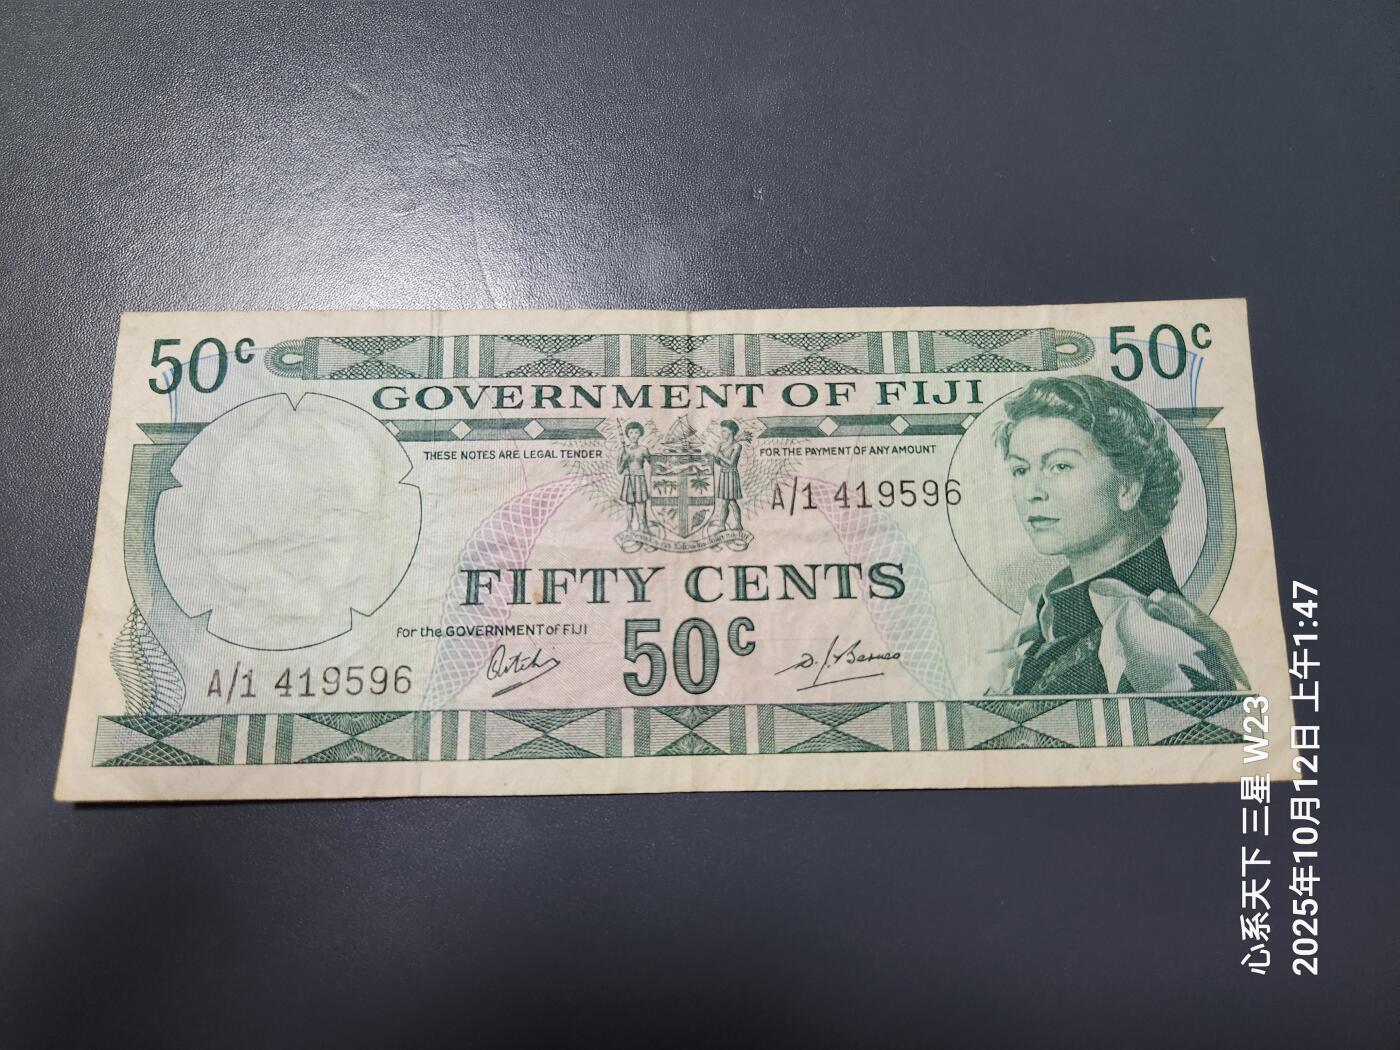 50c
50c
GOVERNMENT OF FIJI
THESE NOTES ARE LEGAL TENDER
FOR THE PAYMENT OF ANY AMOUNT
A/1 419596
FIFTY CENTS
For the GOVERNMENT of FIJI
50c
A/1 419596
心系天下 三星 W23
2025年10月12日 上午1:47